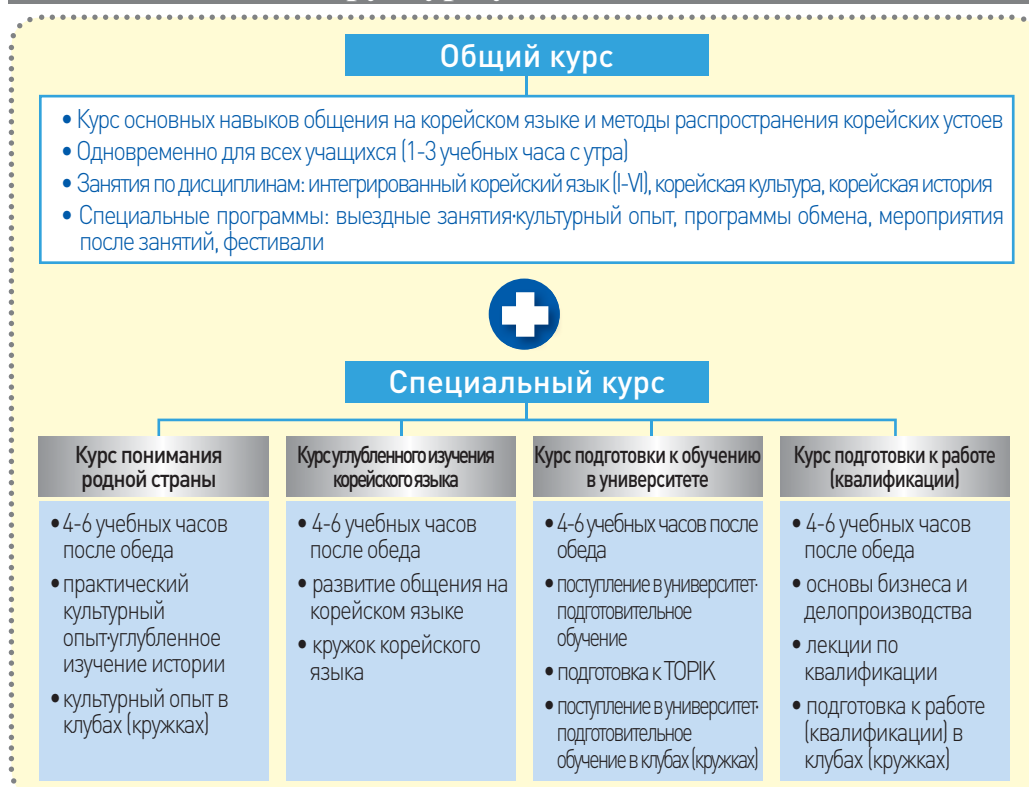 Общий курс
• Курс основных навыков общения на корейском языке и методы распространения корейских устоев
• Одновременно для всех учащихся (1-3 учебных часа с утра)
• Занятия по дисциплинам: интегрированный корейский язык (I-VI), корейская культура, корейская история
• Специальные программы: выездные занятия·культурный опыт, программы обмена, мероприятия
после занятий, фестивали
Специальный курс
Курс понимания
родной страны
• 4-6 учебных часов
после обеда
• практический
культурный
опыт·углубленное
изучение истории
• культурный опыт в
клубах (кружках)
Курс углубленного изучения
корейского языка
• 4-6 учебных часов
после обеда
• развитие общения на
корейском языке
• кружок корейского
языка
Курс подготовки к обучению
в университете
• 4-6 учебных часов после
обеда
• поступление в университет·
подготовительное
обучение
• подготовка к TOPIK
• поступление в университет·
подготовительное
обучение в клубах (кружках)
Курс подготовки к работе
(квалификации)
• 4-6 учебных часов
после обеда
• основы бизнеса и
делопроизводства
• лекции по
квалификации
• подготовка к работе
(квалификации) в
клубах (кружках)